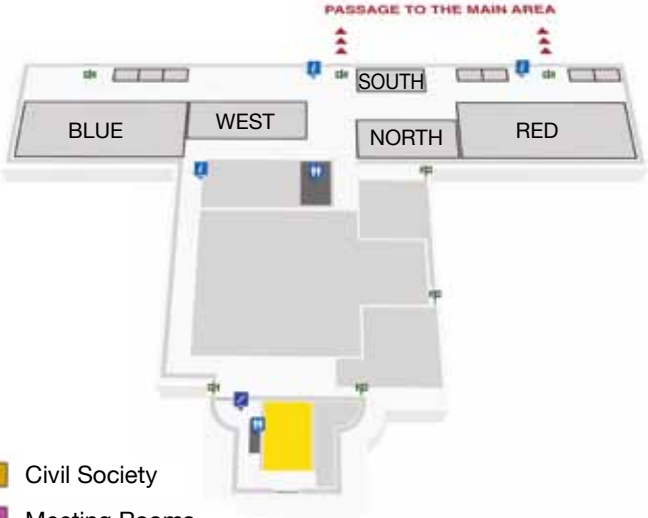 PASSAGE TO THE MAIN AREA
SOUTH
BLUE
WEST
NORTH
RED
Civil Society
Meeting Rooms